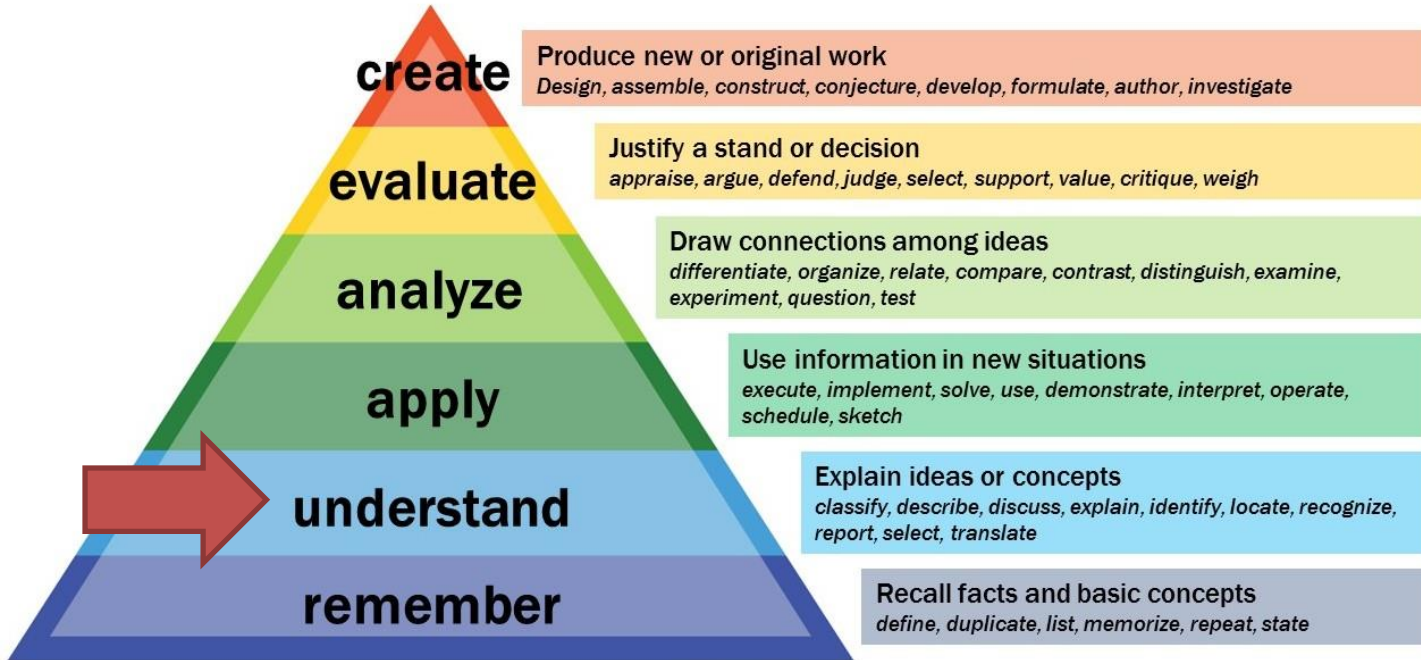 create
Produce new or original work
Design, assemble, construct, conjecture, develop, formulate, author, investigate
evaluate
Justify a stand or decision
appraise, argue, defend, judge, select, support, value, critique, weigh
analyze
Draw connections among ideas
differentiate, organize, relate, compare, contrast, distinguish, examine,
experiment, question, test
apply
Use information in new situations
execute, implement, solve, use, demonstrate, interpret, operate,
schedule, sketch
understand
Explain ideas or concepts
classify, describe, discuss, explain, identify, locate, recognize,
report, select, translate
remember
Recall facts and basic concepts
define, duplicate, list, memorize, repeat, state